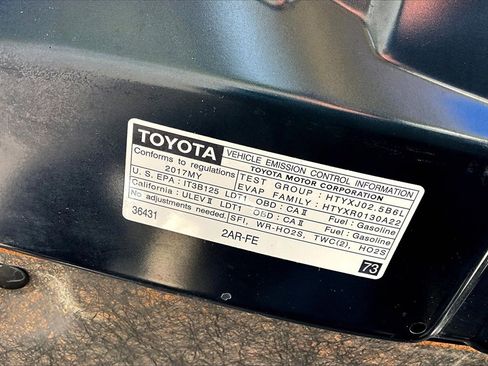 TOYOTA
VEHICLE EMISSION CONTROL INFORMATION
TOYOTA MOTOR CORPORATION
Conforms to regulations
2017MY
TEST GROUP : HTYXJ02.5B6L
EVAP FAMILY: HTYXR0130A22
U.S. EPA : IT3B125 LDT1 OBD : CAⅡ Fuel : Gasoline
California : ULEVⅡ LDT1 OBD : CAⅡ Fuel : Gasoline
No adjustments needed. SFI, WR-HO2S, TWC(2), HO2S
36431
2AR-FE
73